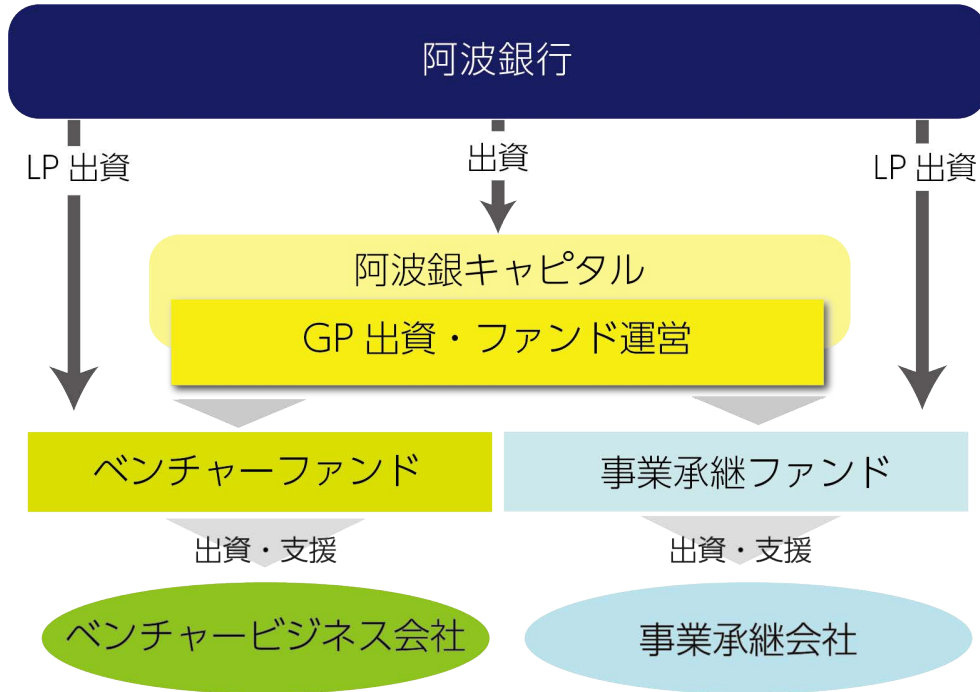 阿波銀行
LP 出資
出資
LP 出資
阿波銀キャピタル
GP 出資・ファンド運営
ベンチャーファンド
事業承継ファンド
出資・支援
出資・支援
ベンチャービジネス会社
事業承継会社